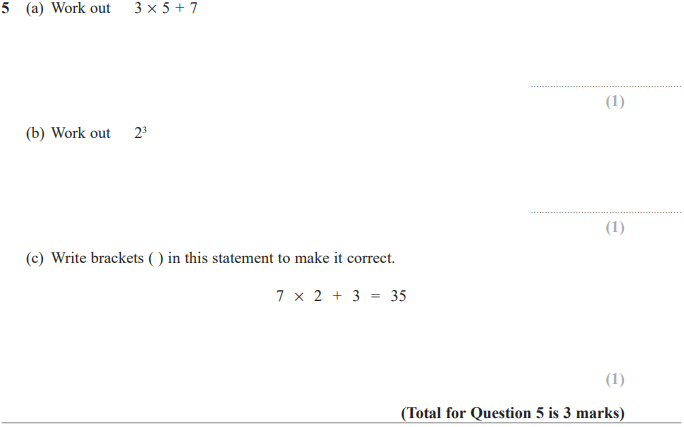 5 (a) Work out 3 × 5 + 7
(1)
(b) Work out 2³
(1)
(c) Write brackets ( ) in this statement to make it correct.
7 × 2 + 3 = 35
(1)
(Total for Question 5 is 3 marks)